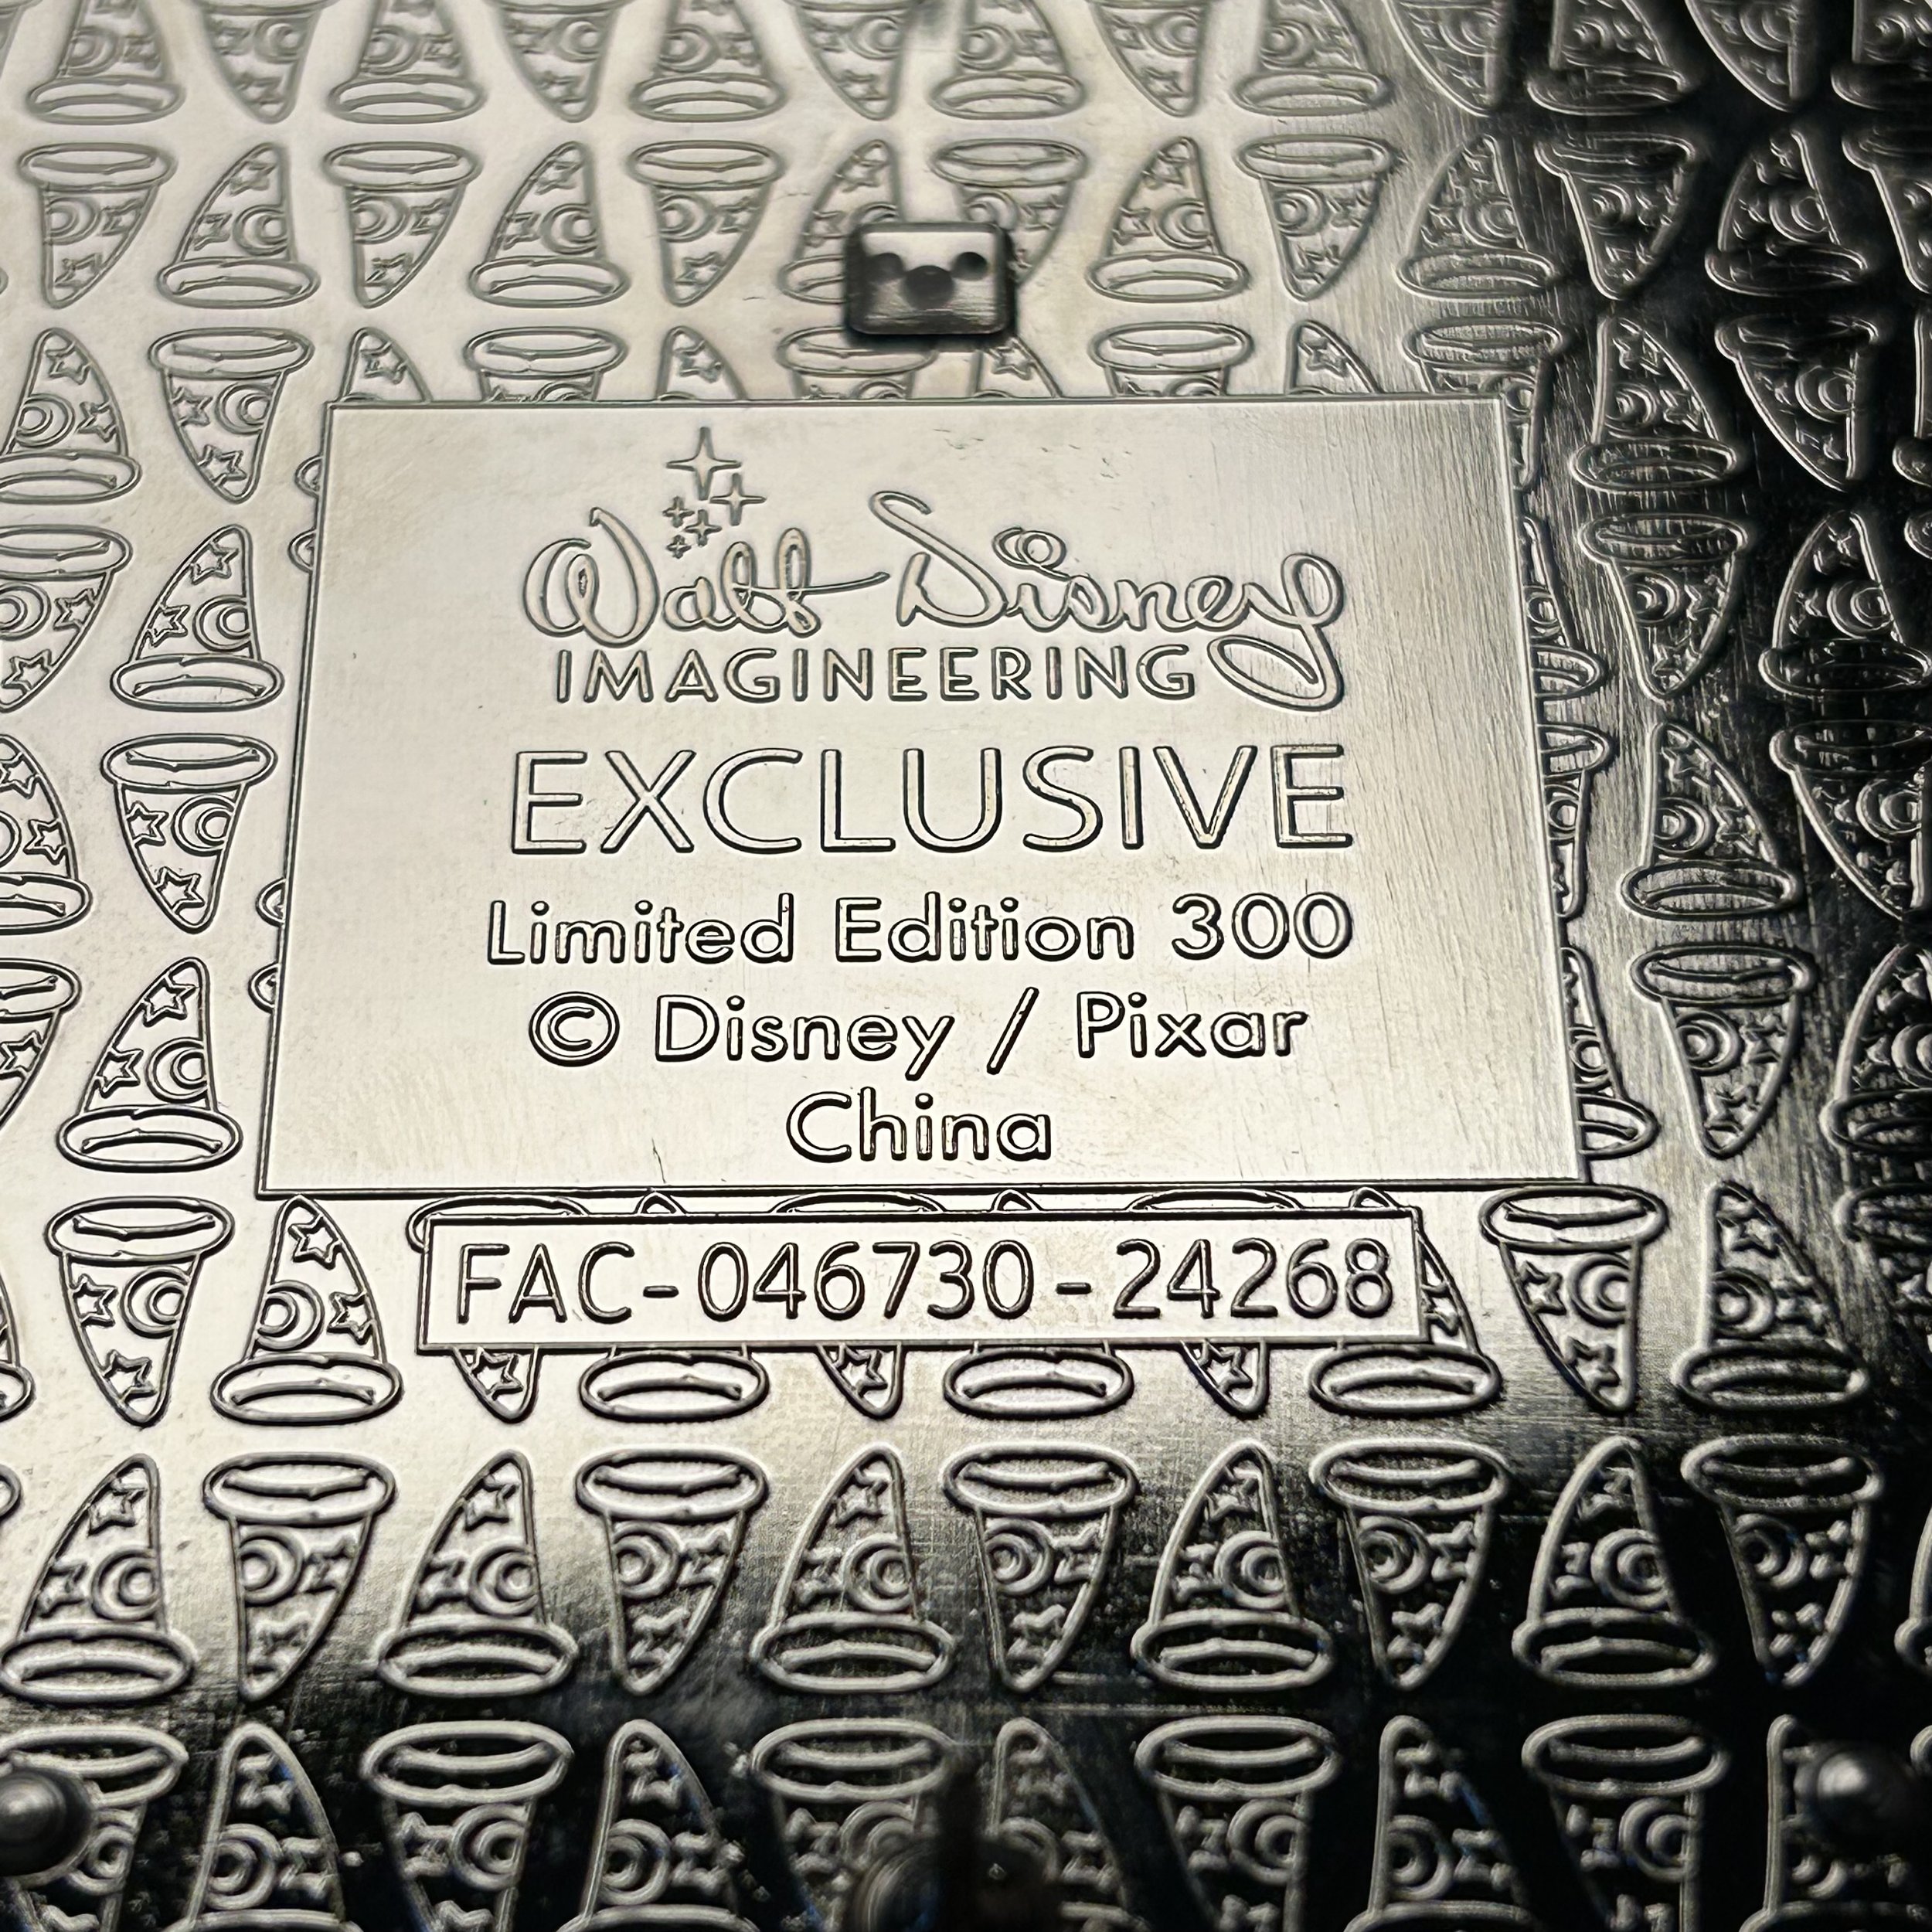 Walt Disney
IMAGINEERING
EXCLUSIVE
Limited Edition 300
© Disney / Pixar
China
FAC-046730-24268